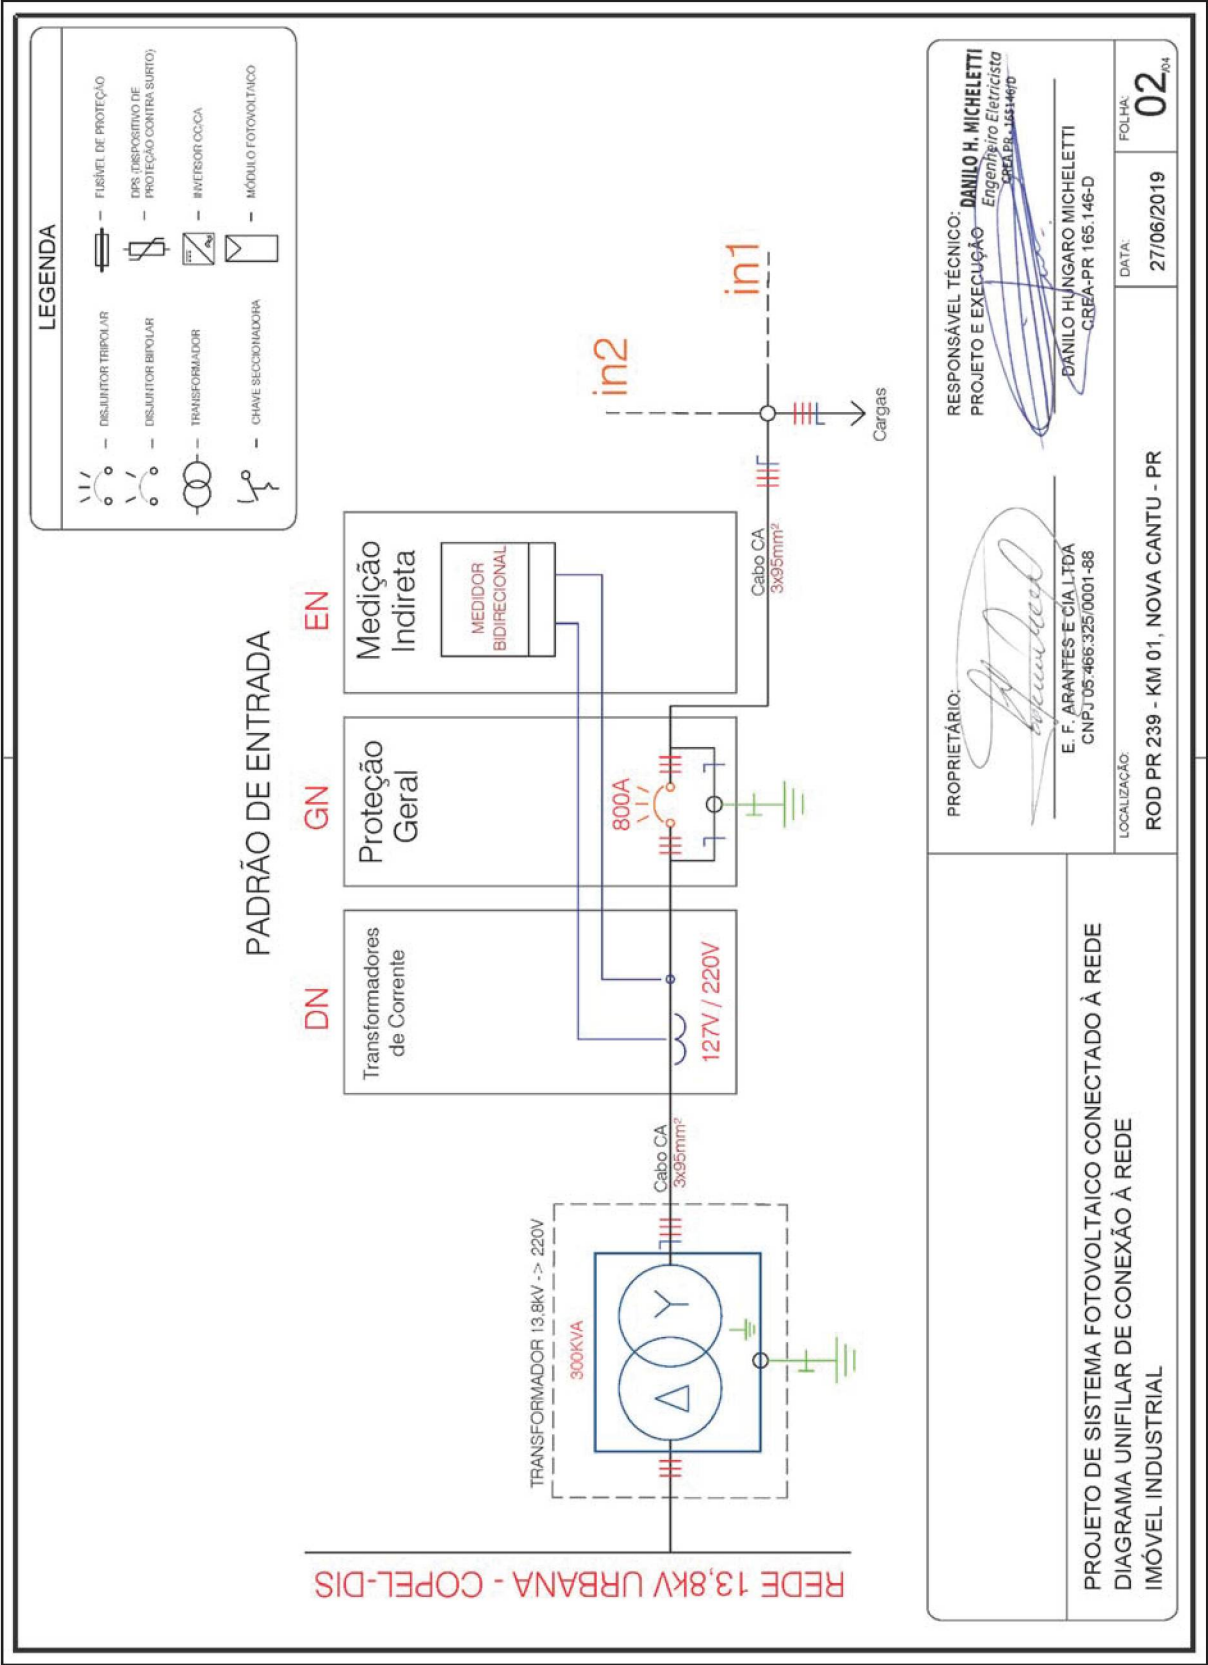 LEGENDA
DISJUNTOR TRIPOLAR
DISJUNTOR BIPOLAR
TRANSFORMADOR
CHAVE SECCIONADORA
FUSÍVEL DE PROTEÇÃO
DPS (DISPOSITIVO DE
PROTEÇÃO CONTRA SURTO)
INVERSOR CC/CA
MÓDULO FOTOVOLTAICO
PADRÃO DE ENTRADA
DN
GN
EN
Transformadores
de Corrente
Proteção
Geral
Medição
Indireta
MEDIDOR
BIDIRECIONAL
REDE 13,8kV URBANA - COPEL-DIS
TRANSFORMADOR 13,8kV -> 220V
300KVA
Cabo CA
3x95mm²
127V / 220V
800A
Cabo CA
3x95mm²
in2
in1
Cargas
PROJETO DE SISTEMA FOTOVOLTAICO CONECTADO À REDE
DIAGRAMA UNIFILAR DE CONEXÃO À REDE
IMÓVEL INDUSTRIAL
PROPRIETÁRIO:
E. F. ARANTES E CIA LTDA
CNPJ 05.466.325/0001-88
RESPONSÁVEL TÉCNICO:
PROJETO E EXECUÇÃO
DANILO H. MICHELETTI
Engenheiro Eletricista
CREA PR - 165146/D
DANILO HUNGARO MICHELETTI
CREA-PR 165.146-D
LOCALIZAÇÃO:
ROD PR 239 - KM 01, NOVA CANTU - PR
DATA:
27/06/2019
FOLHA:
02/04